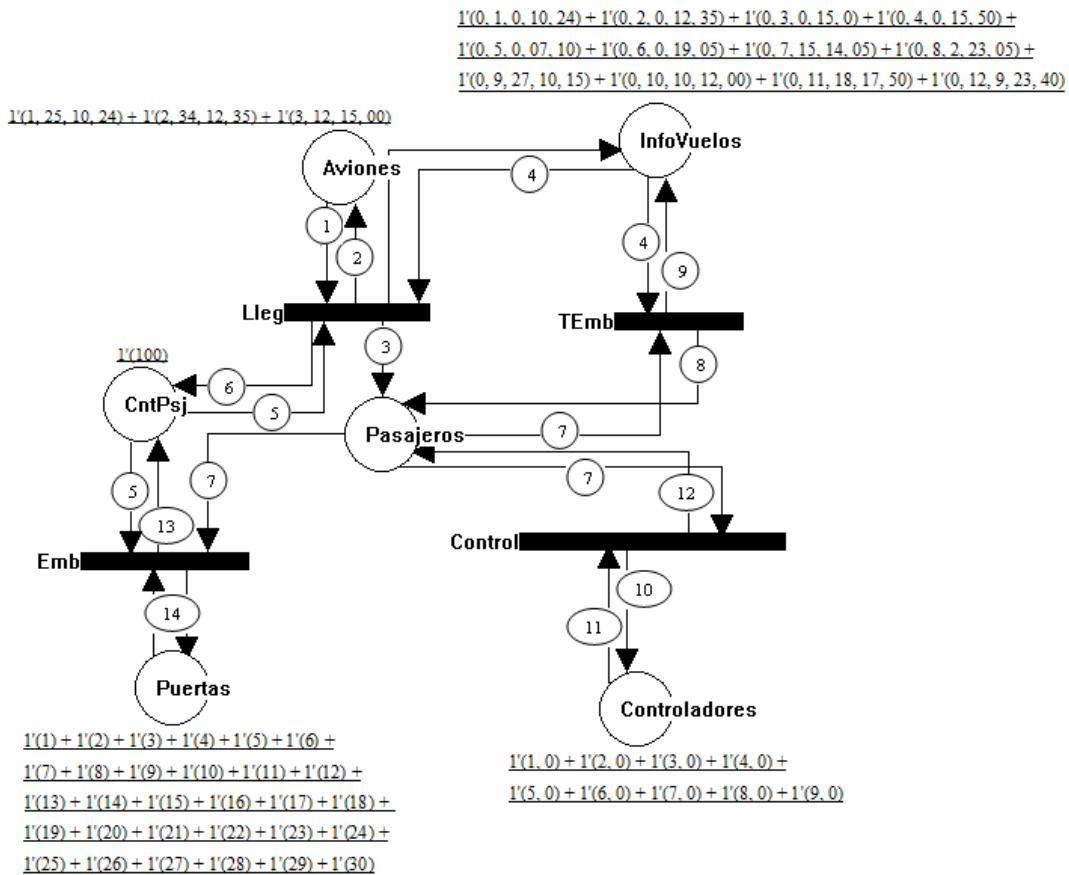 1'(0, 1, 0, 10, 24) + 1'(0, 2, 0, 12, 35) + 1'(0, 3, 0, 15, 0) + 1'(0, 4, 0, 15, 50) +
1'(0, 5, 0, 07, 10) + 1'(0, 6, 0, 19, 05) + 1'(0, 7, 15, 14, 05) + 1'(0, 8, 2, 23, 05) +
1'(0, 9, 27, 10, 15) + 1'(0, 10, 10, 12, 00) + 1'(0, 11, 18, 17, 50) + 1'(0, 12, 9, 23, 40)
1'(1, 25, 10, 24) + 1'(2, 34, 12, 35) + 1'(3, 12, 15, 00)
InfoVuelos
Aviones
4
1
2
4
9
Lleg
TEmb
3
8
1'(100)
6
CntPsj
5
Pasajeros
7
5
7
7
12
13
Control
Emb
10
14
11
Puertas
Controladores
1'(1) + 1'(2) + 1'(3) + 1'(4) + 1'(5) + 1'(6) +
1'(7) + 1'(8) + 1'(9) + 1'(10) + 1'(11) + 1'(12) +
1'(13) + 1'(14) + 1'(15) + 1'(16) + 1'(17) + 1'(18) +
1'(19) + 1'(20) + 1'(21) + 1'(22) + 1'(23) + 1'(24) +
1'(25) + 1'(26) + 1'(27) + 1'(28) + 1'(29) + 1'(30)
1'(1, 0) + 1'(2, 0) + 1'(3, 0) + 1'(4, 0) +
1'(5, 0) + 1'(6, 0) + 1'(7, 0) + 1'(8, 0) + 1'(9, 0)